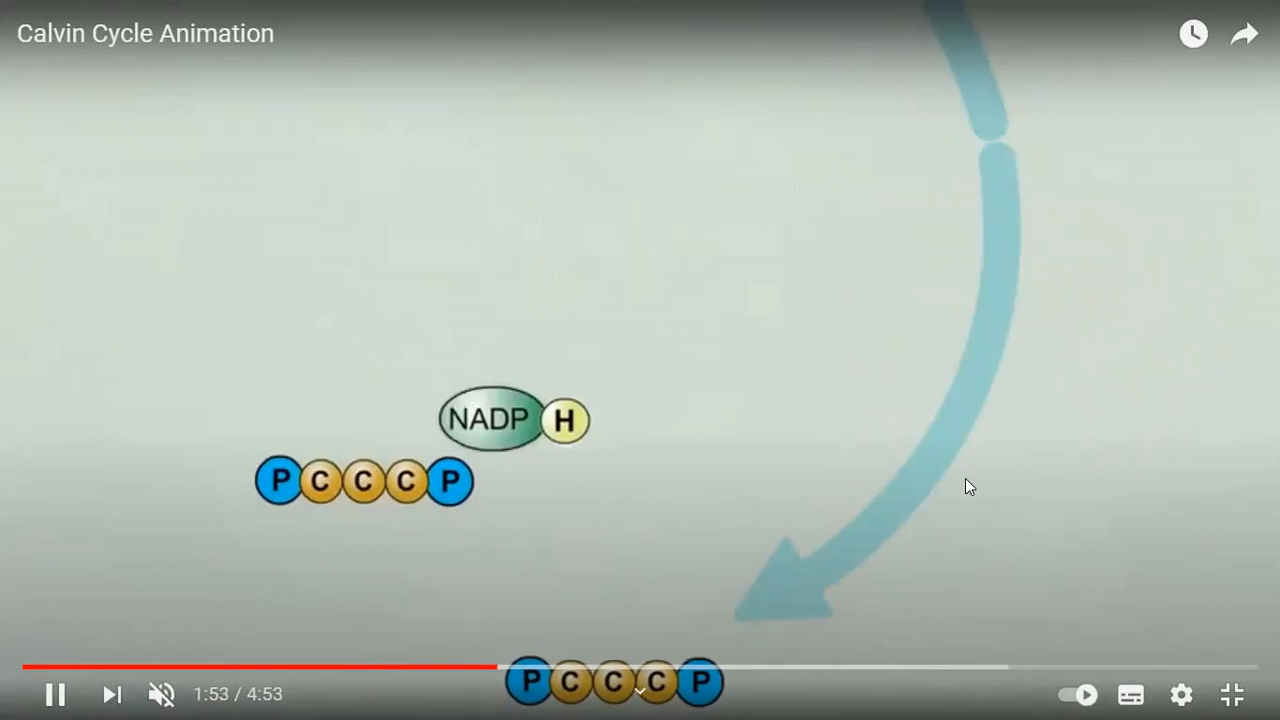 Calvin Cycle Animation
NADP H
P C C C P
P C C C P
1:53 / 4:53